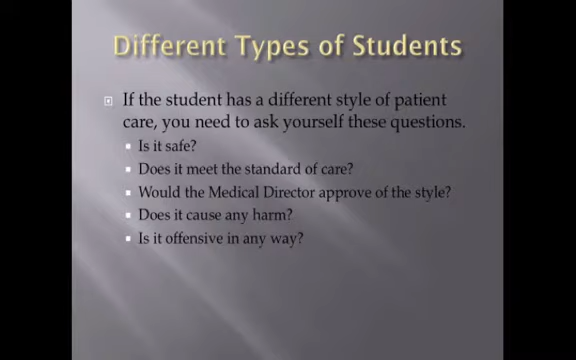 Different Types of Students
If the student has a different style of patient
care, you need to ask yourself these questions.
Is it safe?
Does it meet the standard of care?
Would the Medical Director approve of the style?
Does it cause any harm?
Is it offensive in any way?